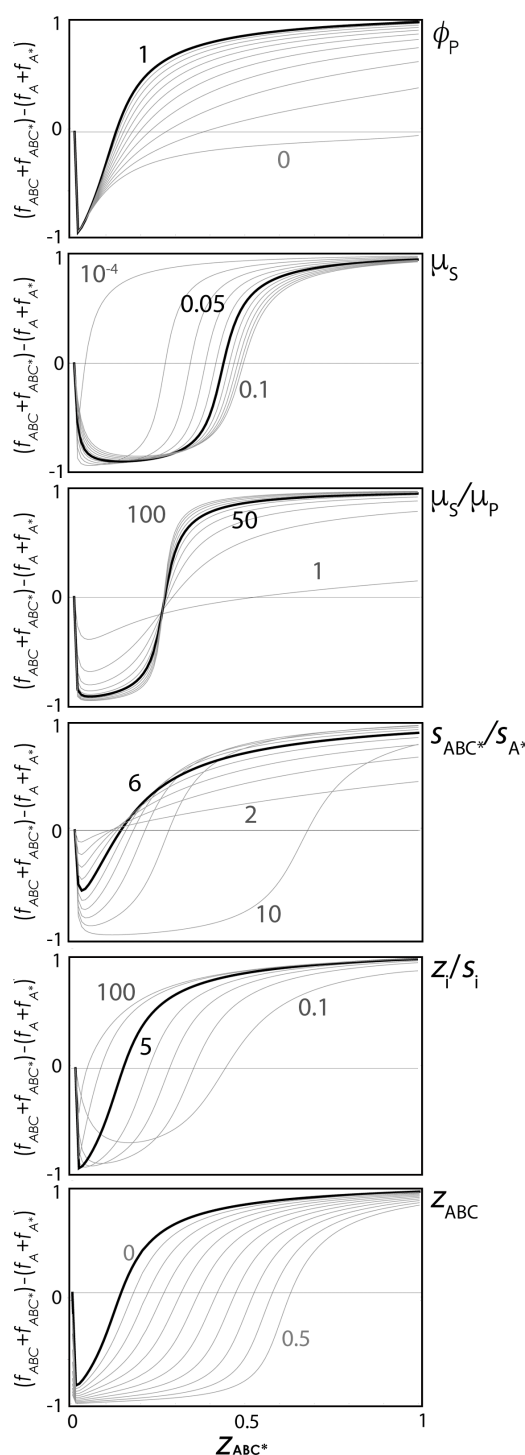 1
0
-1
(f_ABC + f_ABC*) - (f_A + f_A*)
1
0
ϕ_P
1
0
-1
(f_ABC + f_ABC*) - (f_A + f_A*)
10^-4
0.05
0.1
μ_S
1
0
-1
(f_ABC + f_ABC*) - (f_A + f_A*)
100
50
1
μ_S/μ_P
1
0
-1
(f_ABC + f_ABC*) - (f_A + f_A*)
6
2
10
s_ABC*/s_A*
1
0
-1
(f_ABC + f_ABC*) - (f_A + f_A*)
100
5
0.1
z_i/s_i
1
0
-1
(f_ABC + f_ABC*) - (f_A + f_A*)
0
0.5
z_ABC
0
0.5
1
z_ABC*